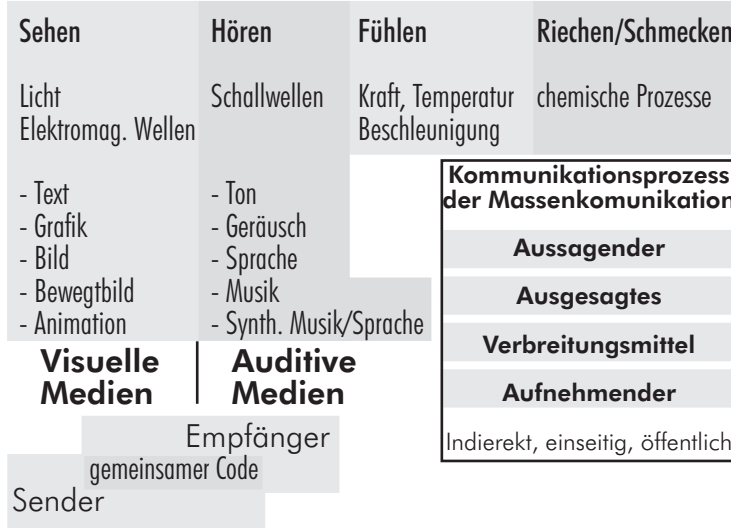 Sehen
Licht
Elektromag. Wellen
- Text
- Grafik
- Bild
- Bewegtbild
- Animation
Visuelle
Medien
Hören
Schallwellen
- Ton
- Geräusch
- Sprache
- Musik
- Synth. Musik/Sprache
Auditive
Medien
Fühlen
Kraft, Temperatur
Beschleunigung
Riechen/Schmecken
chemische Prozesse
Kommunikationsprozess
der Massenkomunikation
Aussagender
Ausgesagtes
Verbreitungsmittel
Aufnehmender
Indierekt, einseitig, öffentlich
Empfänger
gemeinsamer Code
Sender